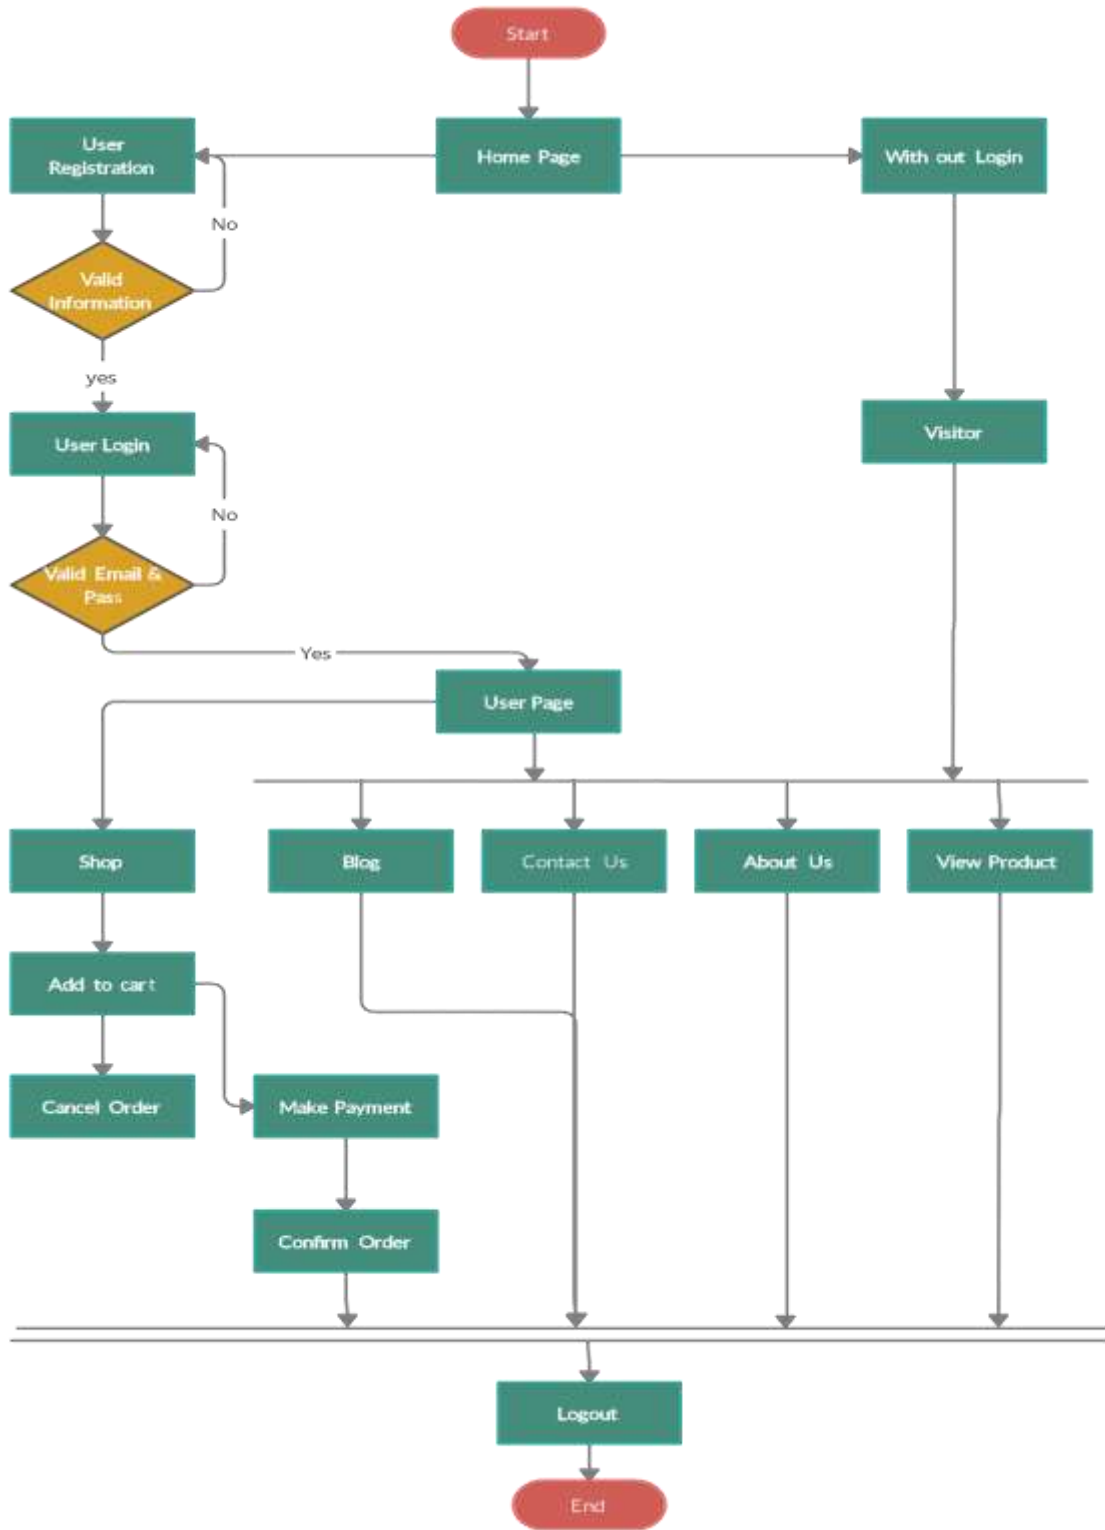 Start
User
Registration
Home Page
With out Login
No
Valid
Information
yes
User Login
Visitor
No
Valid Email &
Pass
Yes
User Page
Shop
Blog
Contact Us
About Us
View Product
Add to cart
Cancel Order
Make Payment
Confirm Order
Logout
End